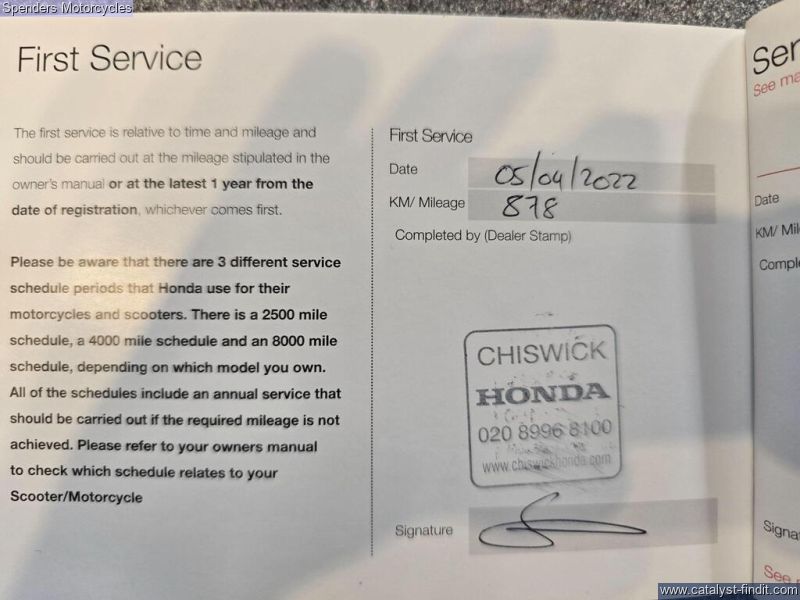 Spenders Motorcycles
First Service
The first service is relative to time and mileage and
should be carried out at the mileage stipulated in the
owner's manual or at the latest 1 year from the
date of registration, whichever comes first.
Please be aware that there are 3 different service
schedule periods that Honda use for their
motorcycles and scooters. There is a 2500 mile
schedule, a 4000 mile schedule and an 8000 mile
schedule, depending on which model you own.
All of the schedules include an annual service that
should be carried out if the required mileage is not
achieved. Please refer to your owners manual
to check which schedule relates to your
Scooter/Motorcycle
First Service
Date 05/04/2022
KM/ Mileage 878
Completed by (Dealer Stamp)
CHISWICK
HONDA
020 8996 8100
www.chiswickhonda.com
Signature
See
Date
KM/
www.catalyst-findit.com